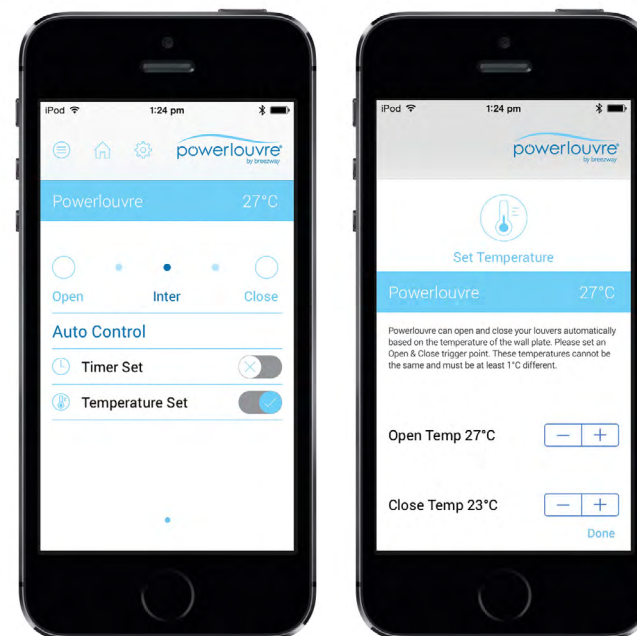 iPod 1:24 pm
powerlouvre
by breezway
Powerlouvre 27°C
Open Inter Close
Auto Control
Timer Set
Temperature Set
iPod 1:24 pm
powerlouvre
by breezway
Set Temperature
Powerlouvre 27°C
Powerlouvre can open and close your louvers automatically
based on the temperature of the wall plate. Please set an
Open & Close trigger point. These temperatures cannot be
the same and must be at least 1°C different.
Open Temp 27°C — +
Close Temp 23°C — +
Done